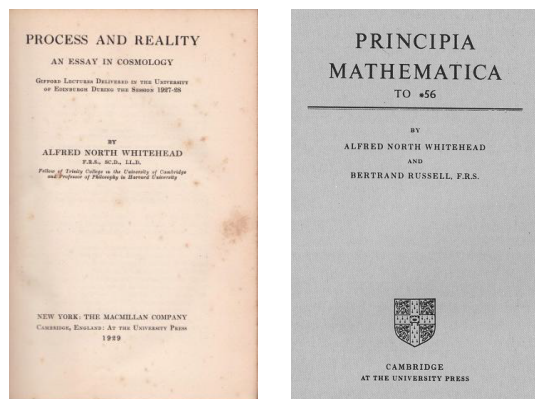 PROCESS AND REALITY
AN ESSAY IN COSMOLOGY
GIFFORD LECTURES DELIVERED IN THE UNIVERSITY
OF EDINBURGH DURING THE SESSION 1927-28
BY
ALFRED NORTH WHITEHEAD
F.R.S., SC.D., LL.D.
Fellow of Trinity College in the University of Cambridge
and Professor of Philosophy in Harvard University
NEW YORK: THE MACMILLAN COMPANY
CAMBRIDGE, ENGLAND: AT THE UNIVERSITY PRESS
1929
PRINCIPIA
MATHEMATICA
TO *56
BY
ALFRED NORTH WHITEHEAD
AND
BERTRAND RUSSELL, F.R.S.
CAMBRIDGE
AT THE UNIVERSITY PRESS